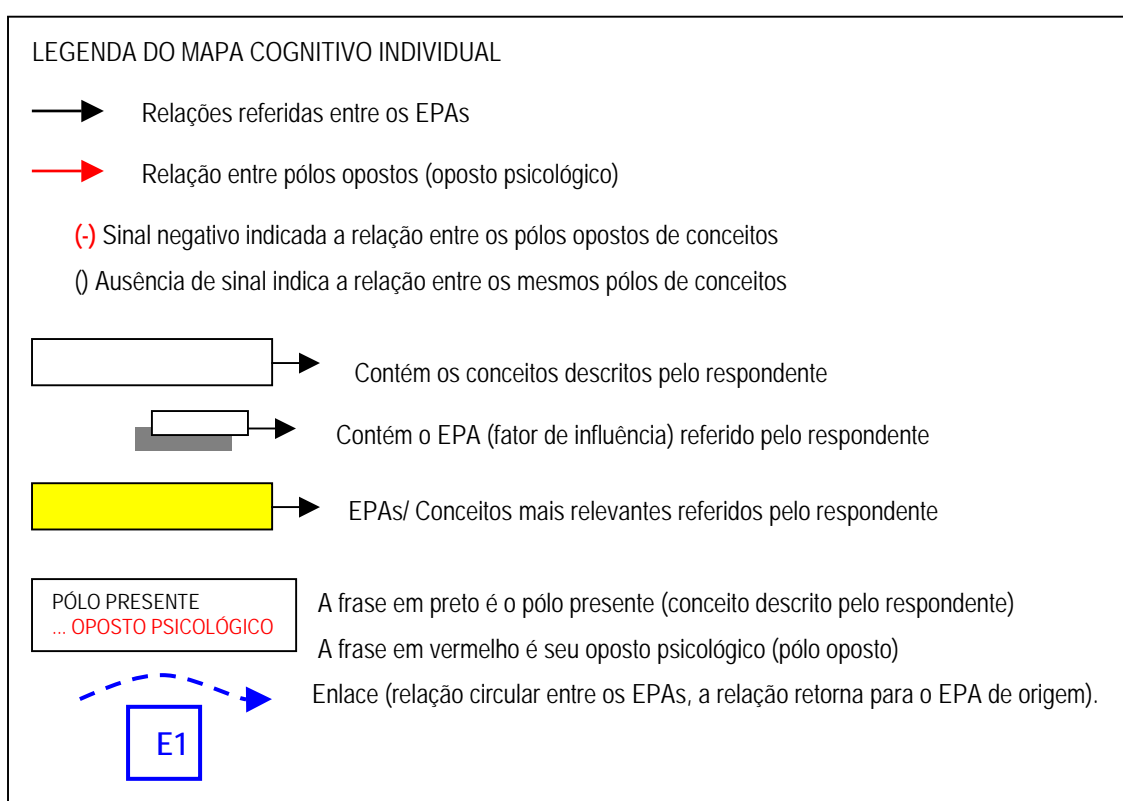 LEGENDA DO MAPA COGNITIVO INDIVIDUAL
Relações referidas entre os EPAs
Relação entre pólos opostos (oposto psicológico)
(-) Sinal negativo indicada a relação entre os pólos opostos de conceitos
() Ausência de sinal indica a relação entre os mesmos pólos de conceitos
Contém os conceitos descritos pelo respondente
Contém o EPA (fator de influência) referido pelo respondente
EPAs/ Conceitos mais relevantes referidos pelo respondente
PÓLO PRESENTE
... OPOSTO PSICOLÓGICO
A frase em preto é o pólo presente (conceito descrito pelo respondente)
A frase em vermelho é seu oposto psicológico (pólo oposto)
Enlace (relação circular entre os EPAs, a relação retorna para o EPA de origem).
E1